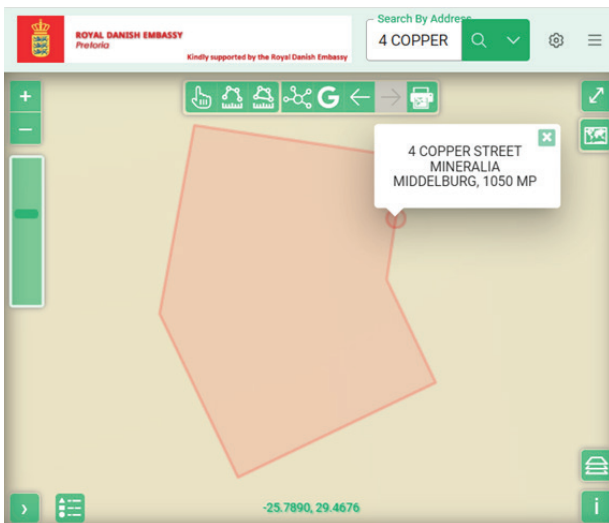 ROYAL DANISH EMBASSY
Pretoria
Kindly supported by the Royal Danish Embassy
Search By Address
4 COPPER
G
4 COPPER STREET
MINERALIA
MIDDELBURG, 1050 MP
-25.7890, 29.4676
i